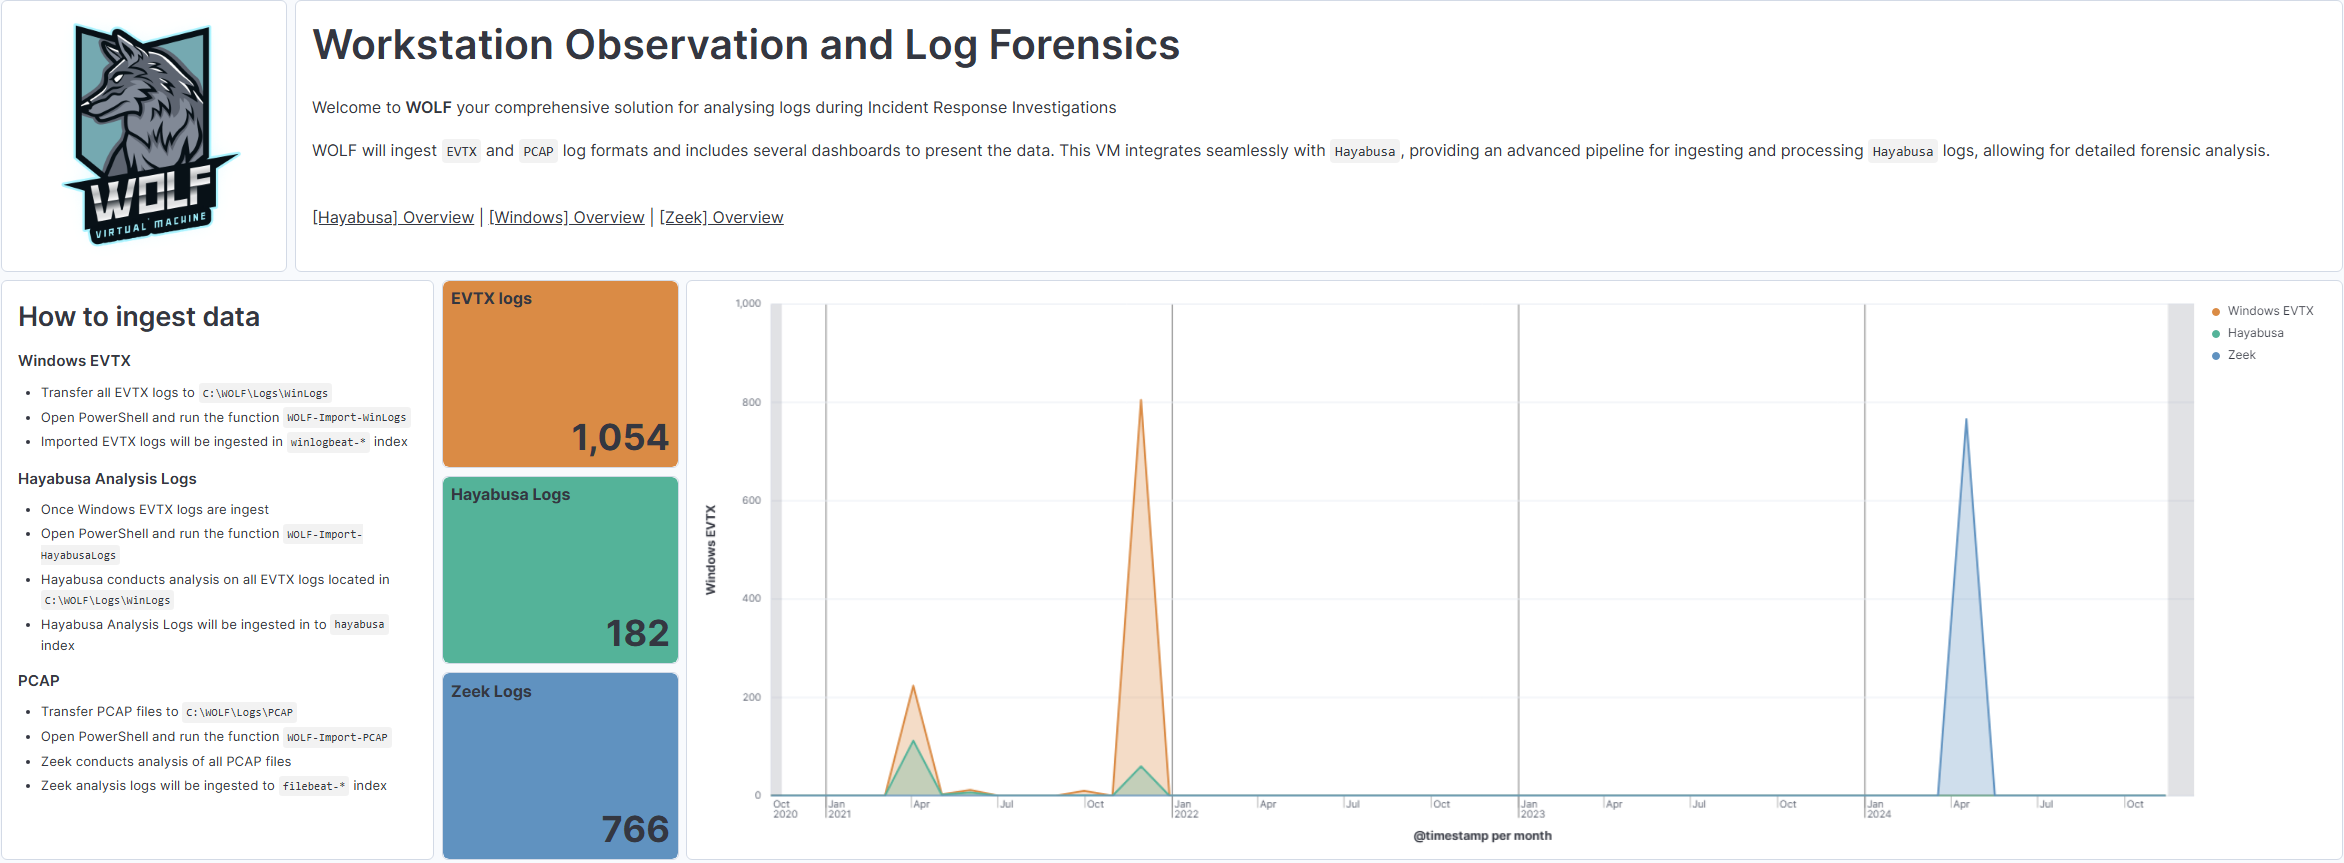 WOLF
VIRTUAL MACHINE
Workstation Observation and Log Forensics
Welcome to WOLF your comprehensive solution for analysing logs during Incident Response Investigations
WOLF will ingest EVTX and PCAP log formats and includes several dashboards to present the data. This VM integrates seamlessly with Hayabusa , providing an advanced pipeline for ingesting and processing Hayabusa logs, allowing for detailed forensic analysis.
[Hayabusa] Overview | [Windows] Overview | [Zeek] Overview
How to ingest data
Windows EVTX
• Transfer all EVTX logs to C:\WOLF\Logs\WinLogs
• Open PowerShell and run the function WOLF-Import-WinLogs
• Imported EVTX logs will be ingested in winlogbeat-* index
Hayabusa Analysis Logs
• Once Windows EVTX logs are ingest
• Open PowerShell and run the function WOLF-Import-
HayabusaLogs
• Hayabusa conducts analysis on all EVTX logs located in
C:\WOLF\Logs\WinLogs
• Hayabusa Analysis Logs will be ingested in to hayabusa
index
PCAP
• Transfer PCAP files to C:\WOLF\Logs\PCAP
• Open PowerShell and run the function WOLF-Import-PCAP
• Zeek conducts analysis of all PCAP files
• Zeek analysis logs will be ingested to filebeat-* index
EVTX logs
1,054
Hayabusa Logs
182
Zeek Logs
766
Windows EVTX
1,000
800
600
400
200
0
Oct Jan Apr Jul Oct Jan Apr Jul Oct Jan Apr Jul Oct Jan Apr Jul Oct
2020 2021 2022 2023 2024
@timestamp per month
Windows EVTX
Hayabusa
Zeek